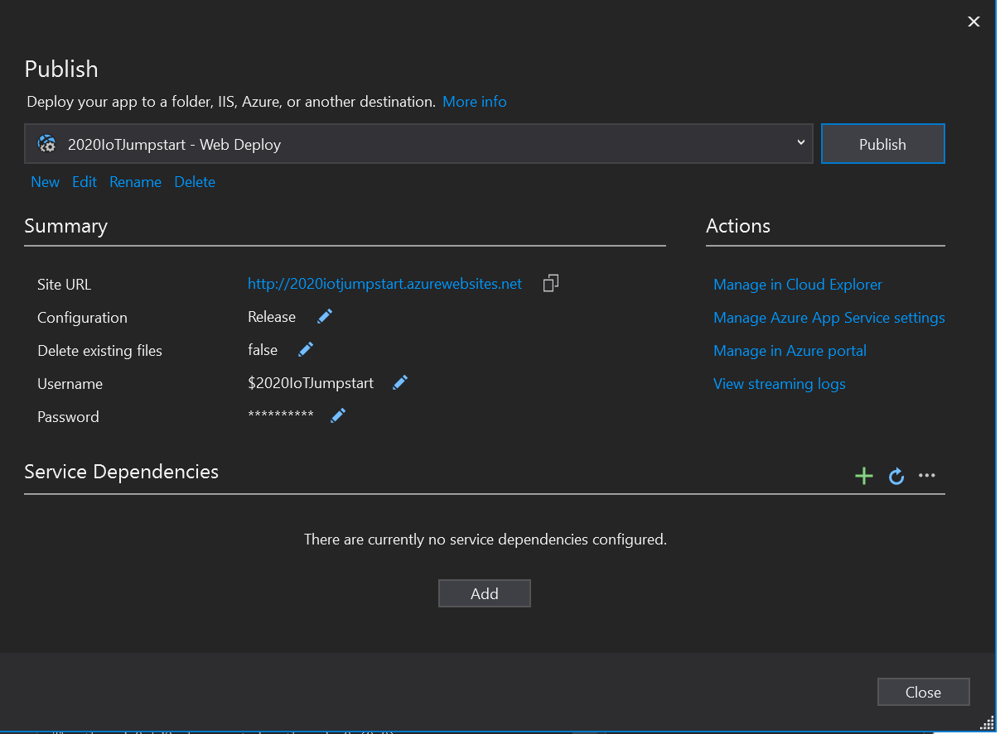 Publish
Deploy your app to a folder, IIS, Azure, or another destination. More info
2020IoTJumpstart - Web Deploy
Publish
New Edit Rename Delete
Summary
Site URL http://2020iotjumpstart.azurewebsites.net
Configuration Release
Delete existing files false
Username $2020IoTJumpstart
Password **********
Actions
Manage in Cloud Explorer
Manage Azure App Service settings
Manage in Azure portal
View streaming logs
Service Dependencies
There are currently no service dependencies configured.
Add
Close